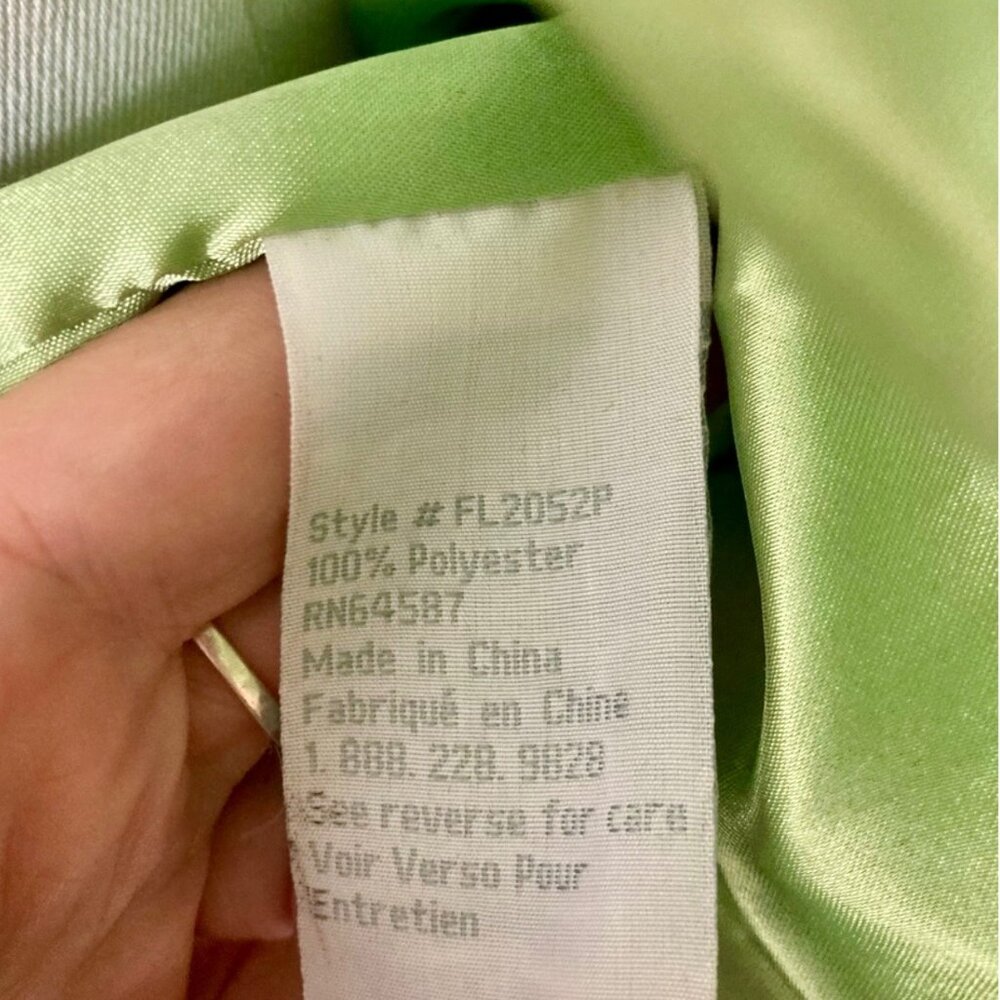 Style # FL2052P
100% Polyester
RN64587
Made in China
Fabriqué en Chine
1. 888. 228. 9828
See reverse for care
Voir Verso Pour
Entretien